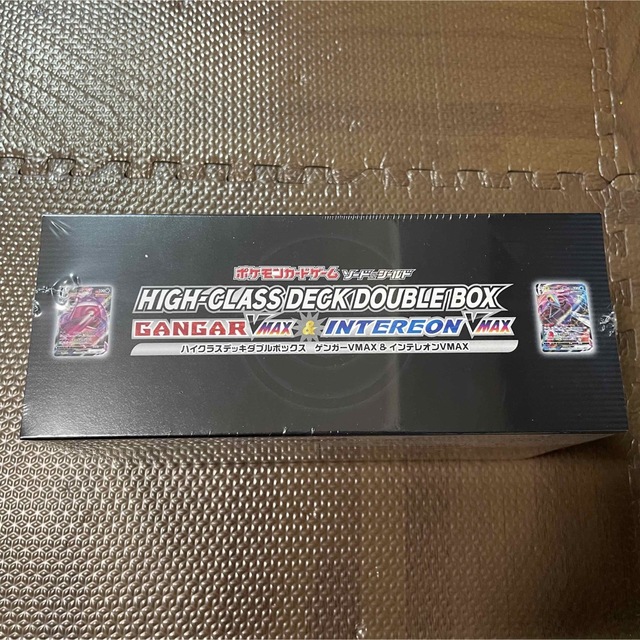 ポケモンカードゲーム ソード&シールド
HIGH-CLASS DECK DOUBLE BOX
GANGAR VMAX & INTEREON VMAX
ハイクラスデッキダブルボックス ゲンガーVMAX & インテレオンVMAX